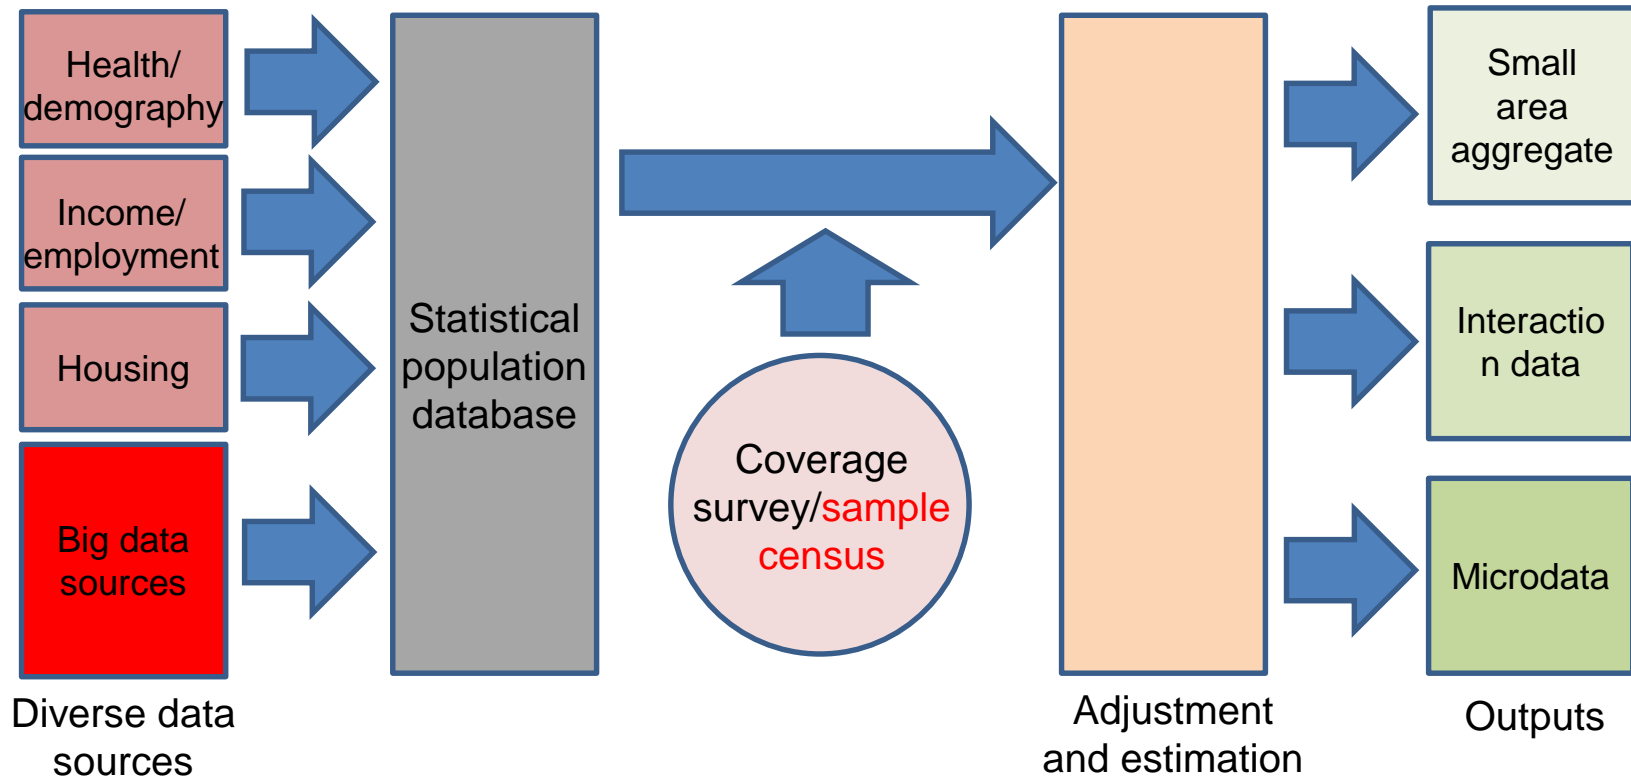 Health/
demography
Income/
employment
Housing
Big data
sources
Diverse data
sources
Statistical
population
database
Coverage
survey/sample
census
Adjustment
and estimation
Small
area
aggregate
Interactio
n data
Microdata
Outputs